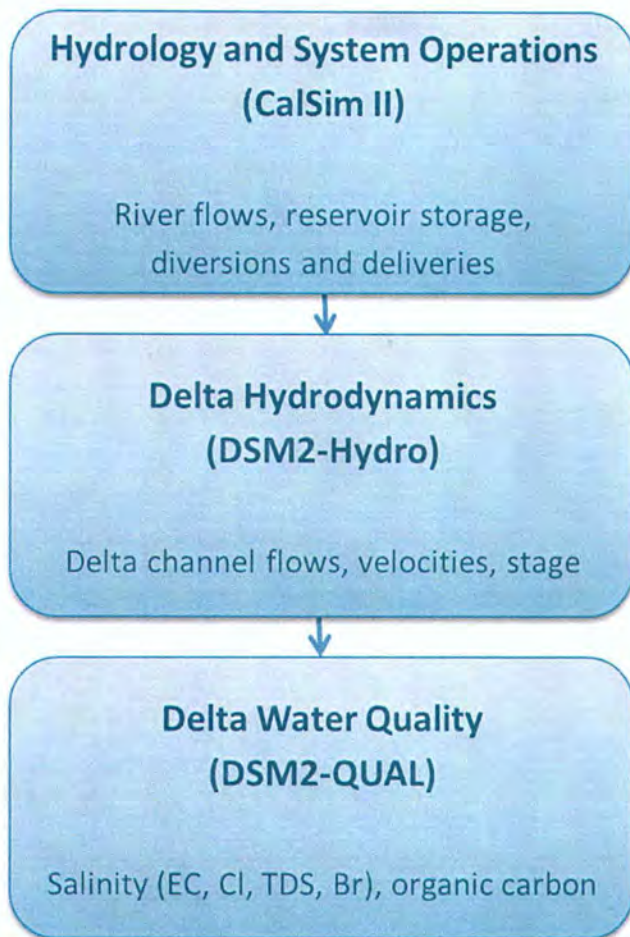 Hydrology and System Operations
(CalSim II)
River flows, reservoir storage,
diversions and deliveries
Delta Hydrodynamics
(DSM2-Hydro)
Delta channel flows, velocities, stage
Delta Water Quality
(DSM2-QUAL)
Salinity (EC, Cl, TDS, Br), organic carbon